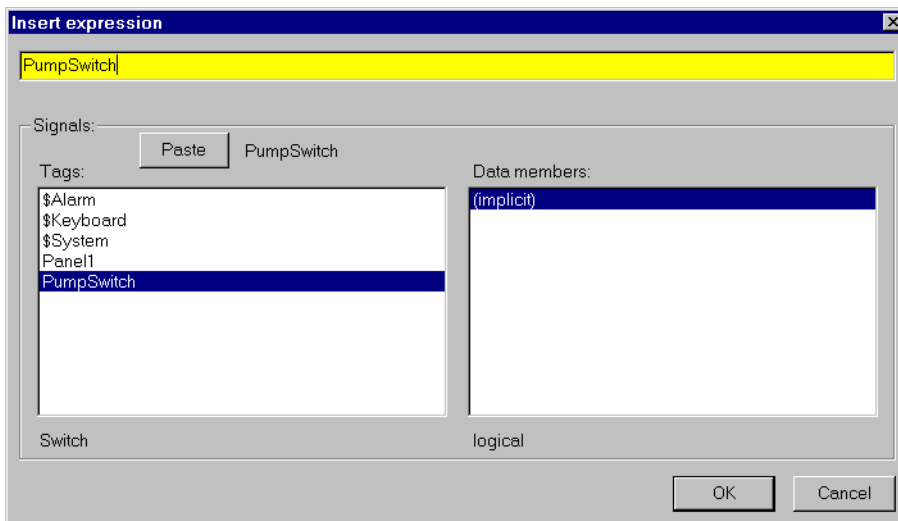 Insert expression
PumpSwitch
Signals:
Paste PumpSwitch
Tags: Data members:
$Alarm (implicit)
$Keyboard
$System
Panel1
PumpSwitch
Switch logical
OK Cancel